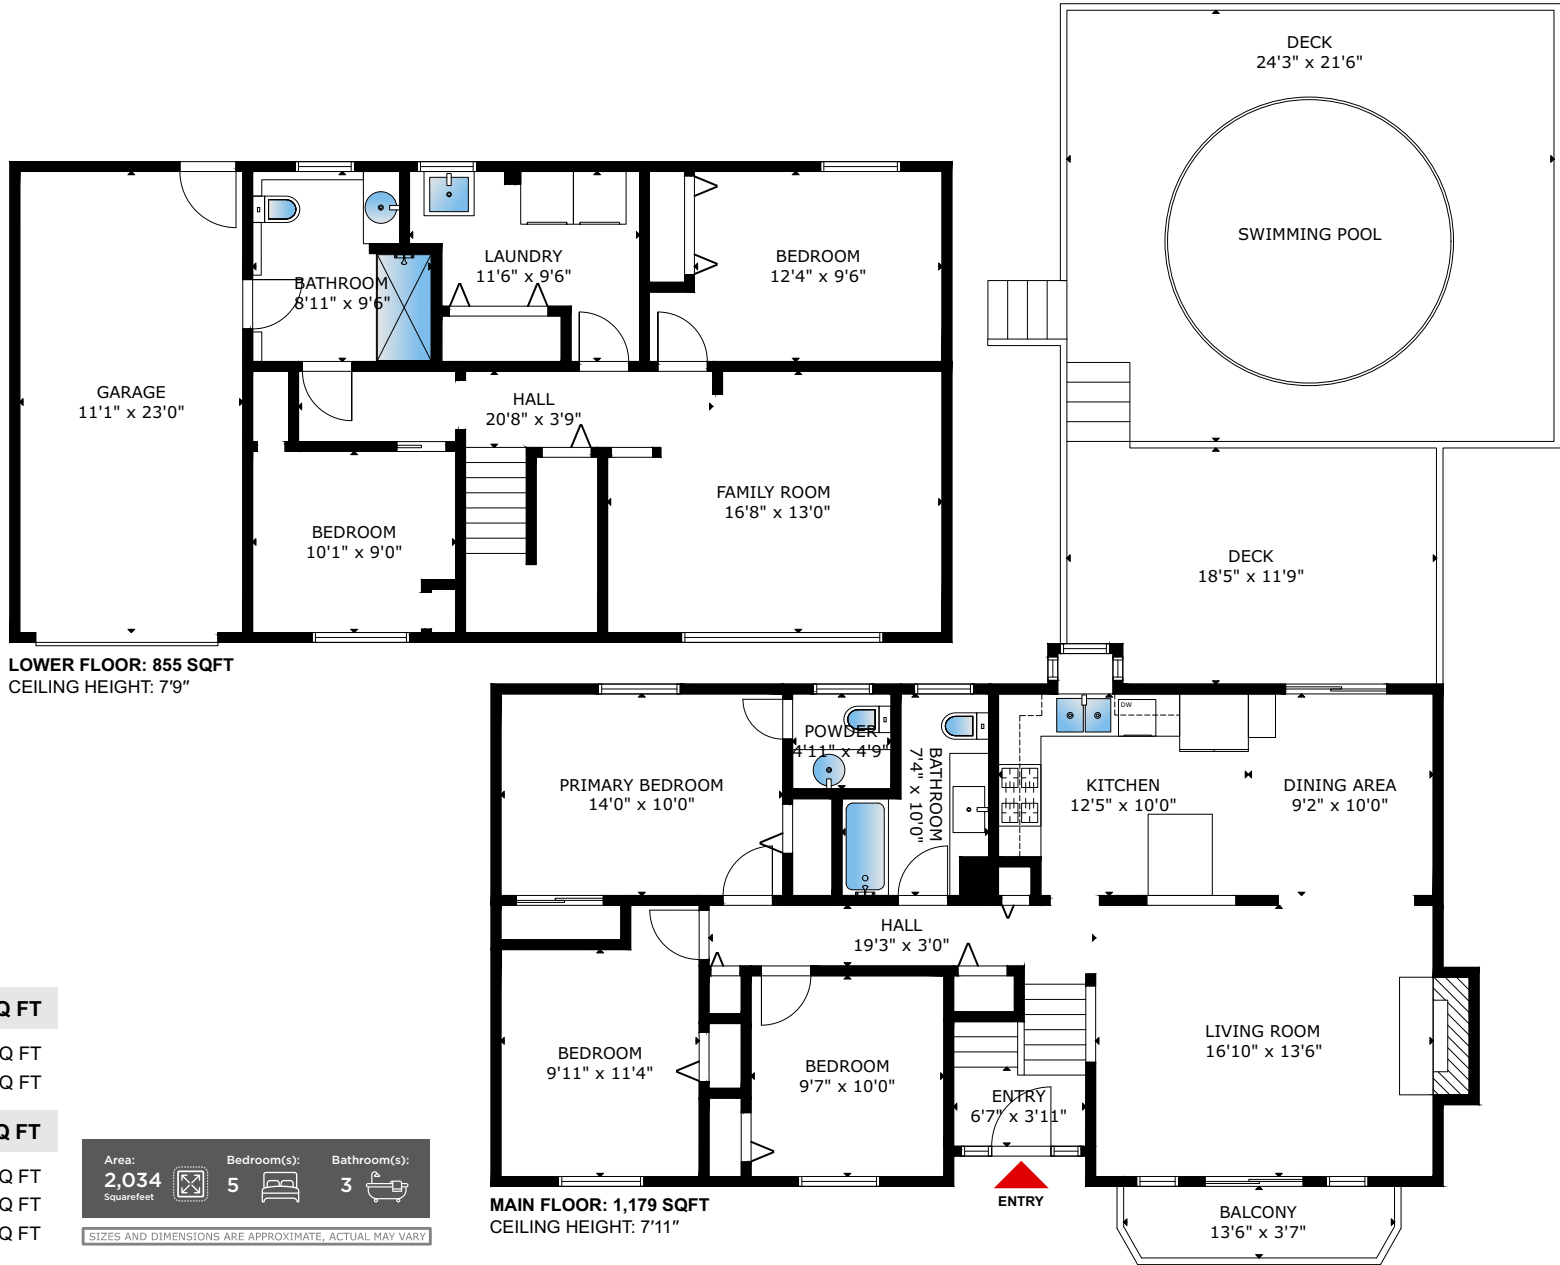 DECK
24'3" x 21'6"
SWIMMING POOL
LAUNDRY
11'6" x 9'6"
BEDROOM
12'4" x 9'6"
BATHROOM
8'11" x 9'6"
GARAGE
11'1" x 23'0"
HALL
20'8" x 3'9"
FAMILY ROOM
16'8" x 13'0"
BEDROOM
10'1" x 9'0"
DECK
18'5" x 11'9"
LOWER FLOOR: 855 SQFT
CEILING HEIGHT: 7'9"
DW
POWDER
4'11" x 4'9"
BATHROOM
7'4" x 10'0"
PRIMARY BEDROOM
14'0" x 10'0"
KITCHEN
12'5" x 10'0"
DINING AREA
9'2" x 10'0"
HALL
19'3" x 3'0"
LIVING ROOM
16'10" x 13'6"
BEDROOM
9'11" x 11'4"
BEDROOM
9'7" x 10'0"
ENTRY
6'7" x 3'11"
ENTRY
MAIN FLOOR: 1,179 SQFT
CEILING HEIGHT: 7'11"
BALCONY
13'6" x 3'7"
Q FT
Q FT
Q FT
Q FT
Q FT
Q FT
Q FT
Area:
2,034
Squarefeet
Bedroom(s):
5
Bathroom(s):
3
SIZES AND DIMENSIONS ARE APPROXIMATE, ACTUAL MAY VARY